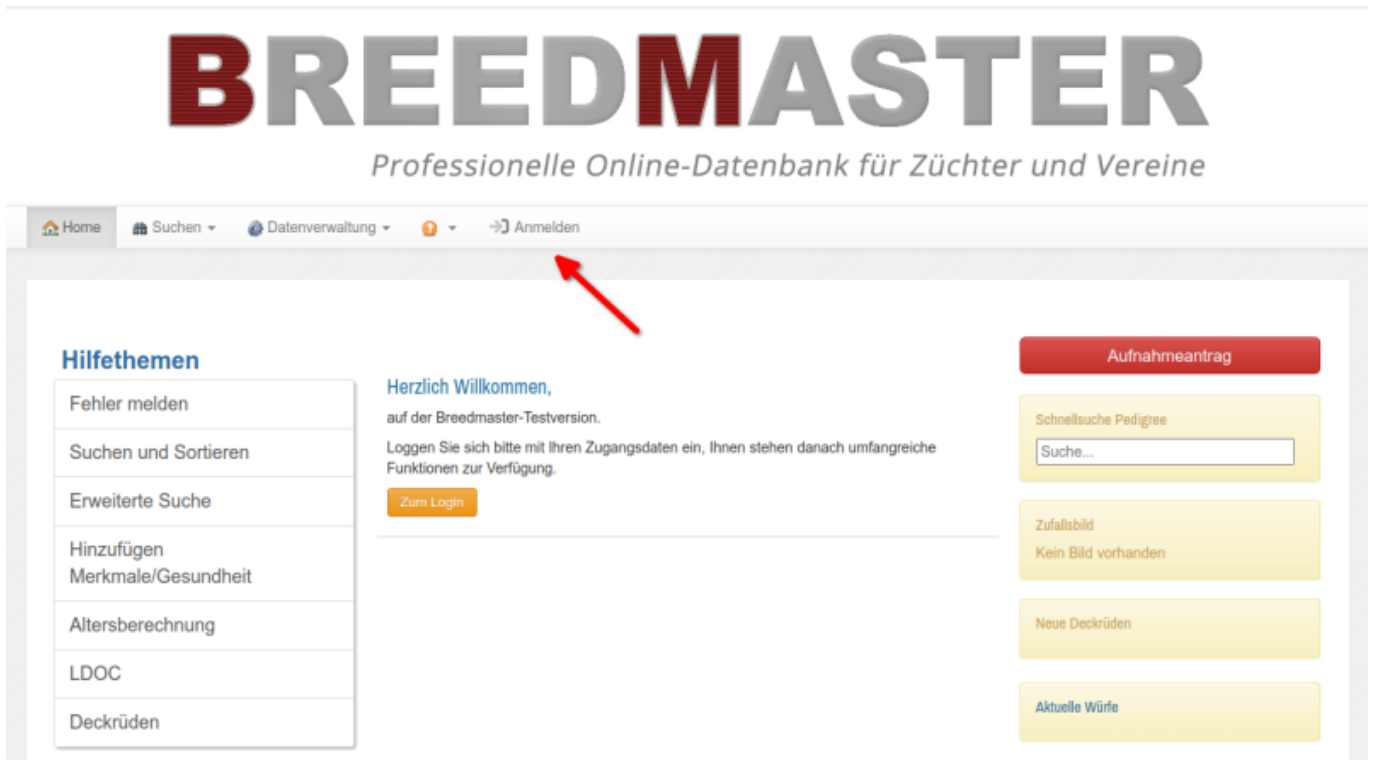 BREEDMASTER
Professionelle Online-Datenbank für Züchter und Vereine
Home Suchen Datenverwaltung Anmelden
Hilfethemen
Fehler melden
Suchen und Sortieren
Erweiterte Suche
Hinzufügen
Merkmale/Gesundheit
Altersberechnung
LDOC
Deckrüden
Herzlich Willkommen,
auf der Breedmaster-Testversion.
Loggen Sie sich bitte mit Ihren Zugangsdaten ein, Ihnen stehen danach umfangreiche
Funktionen zur Verfügung.
Zum Login
Aufnahmeantrag
Schnellsuche Pedigree
Suche...
Zufallsbild
Kein Bild vorhanden
Neue Deckrüden
Aktuelle Würfe